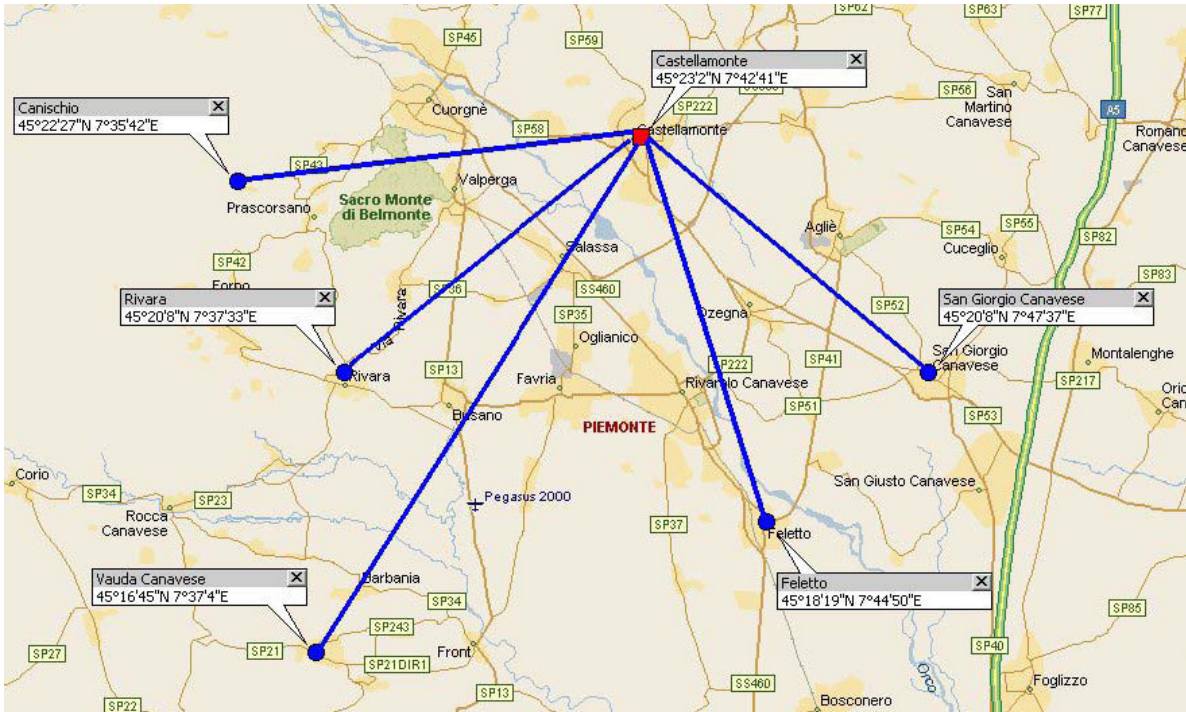 SP62
SP63
SP77
SP45
SP59
Castellamonte
45°23'2"N 7°42'41"E
Canischio
45°22'27"N 7°35'42"E
Cuorgnè
SP222
SP56
San
Martino
Canavese
A5
Romano
Canavese
SP58
Castellamonte
SP43
Valperga
Prascorsano
Sacro Monte
di Belmonte
Agliè
SP54
SP55
Cuceglio
SP82
Salassa
SP42
SP83
SP36
SS460
Rivara
45°20'8"N 7°37'33"E
San Giorgio Canavese
45°20'8"N 7°47'37"E
SP52
Ozegna
SP35
Via Rivara
Oglianico
San Giorgio
Canavese
Montalenghe
SP222
SP41
SP13
Rivara
Favria
Rivarolo Canavese
SP217
SP51
SP53
Busano
PIEMONTE
Corio
San Giusto Canavese
SP34
SP23
Pegasus 2000
Rocca
Canavese
SP37
Feletto
Vauda Canavese
45°16'45"N 7°37'4"E
Barbania
Feletto
45°18'19"N 7°44'50"E
SP34
SP85
SP243
SP21
Front
SP27
SP21DIR1
SP40
Orco
SP13
SS460
Foglizzo
SP22
Bosconero